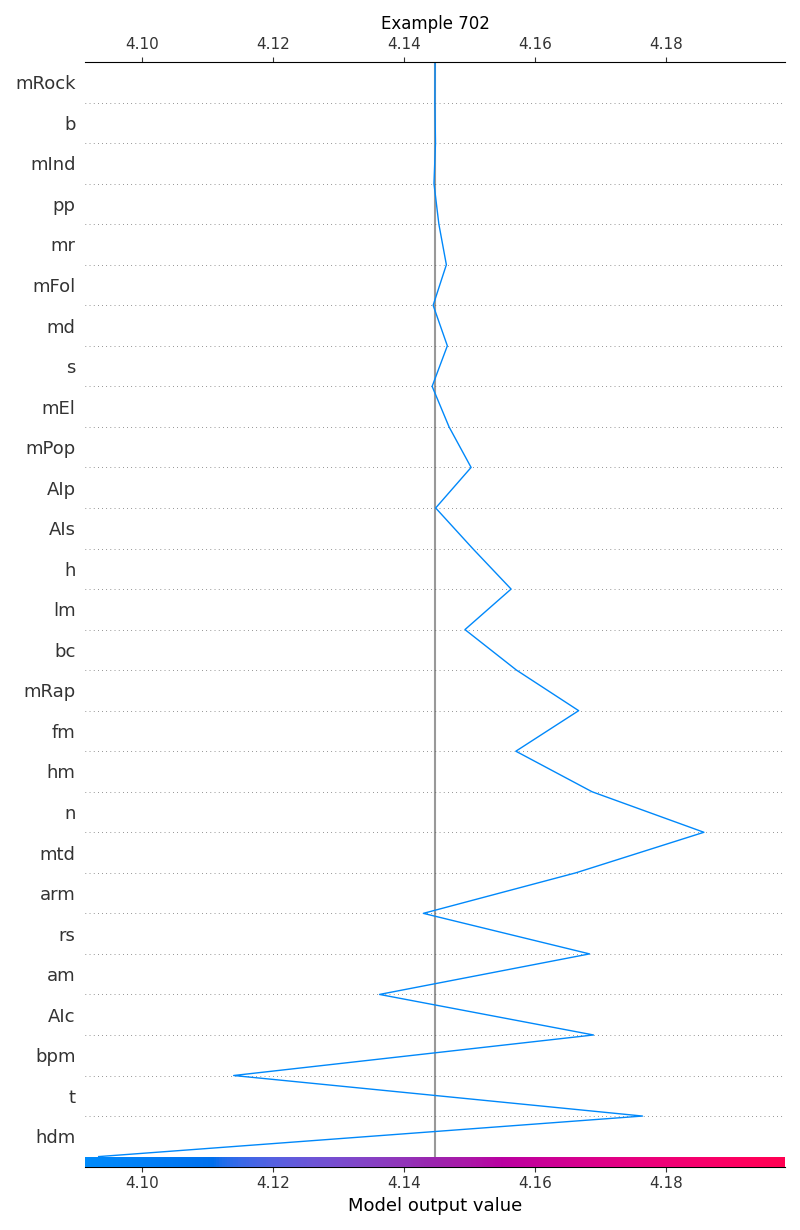 Example 702
4.10 4.12 4.14 4.16 4.18
mRock
b
mInd
pp
mr
mFol
md
s
mEl
mPop
AIp
AIs
h
lm
bc
mRap
fm
hm
n
mtd
arm
rs
am
AIc
bpm
t
hdm
4.10 4.12 4.14 4.16 4.18
Model output value